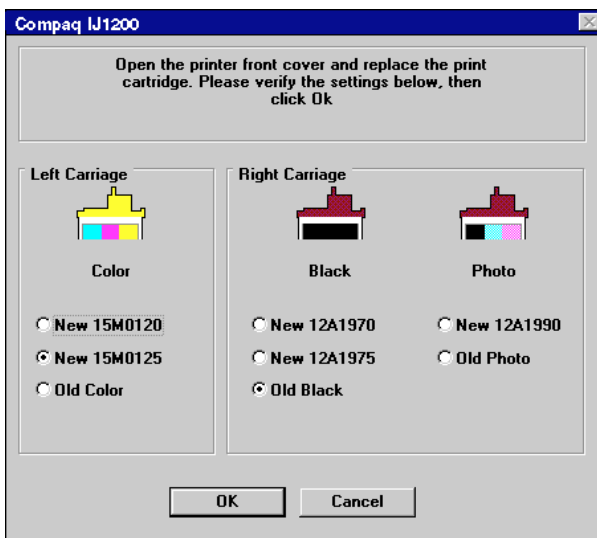 Compaq IJ1200
Open the printer front cover and replace the print
cartridge. Please verify the settings below, then
click Ok
Left Carriage
Color
New 15M0120
New 15M0125
Old Color
Right Carriage
Black
Photo
New 12A1970
New 12A1990
New 12A1975
Old Photo
Old Black
OK
Cancel